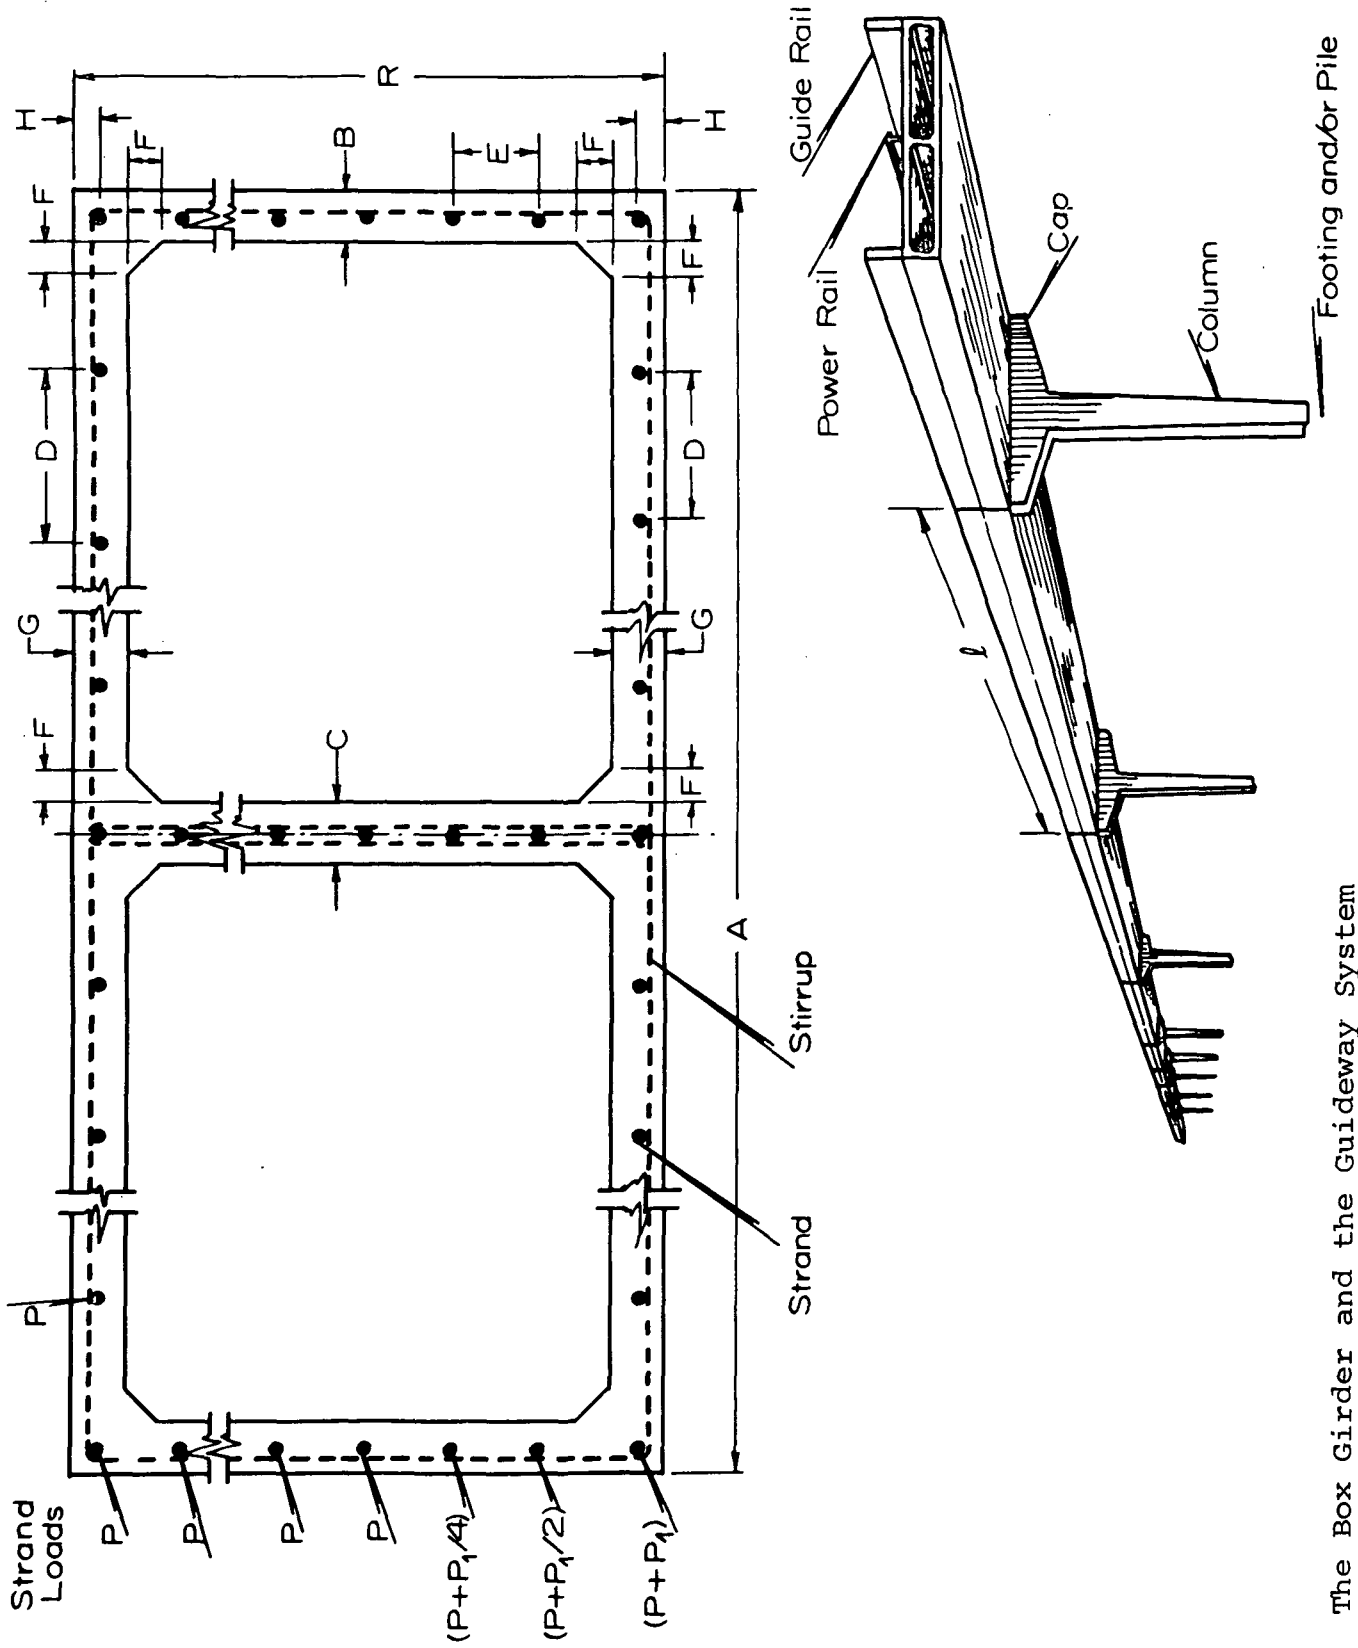 Strand
Loads
P
P
P
P
P
(P+P₁/4)
(P+P₁/2)
(P+P₁)
F
G
D
F
H
F
C
B
E
R
F
H
F
G
D
F
A
Strand
Stirrup
Power Rail
Guide Rail
ℓ
Cap
Column
Footing and/or Pile
The Box Girder and the Guideway System